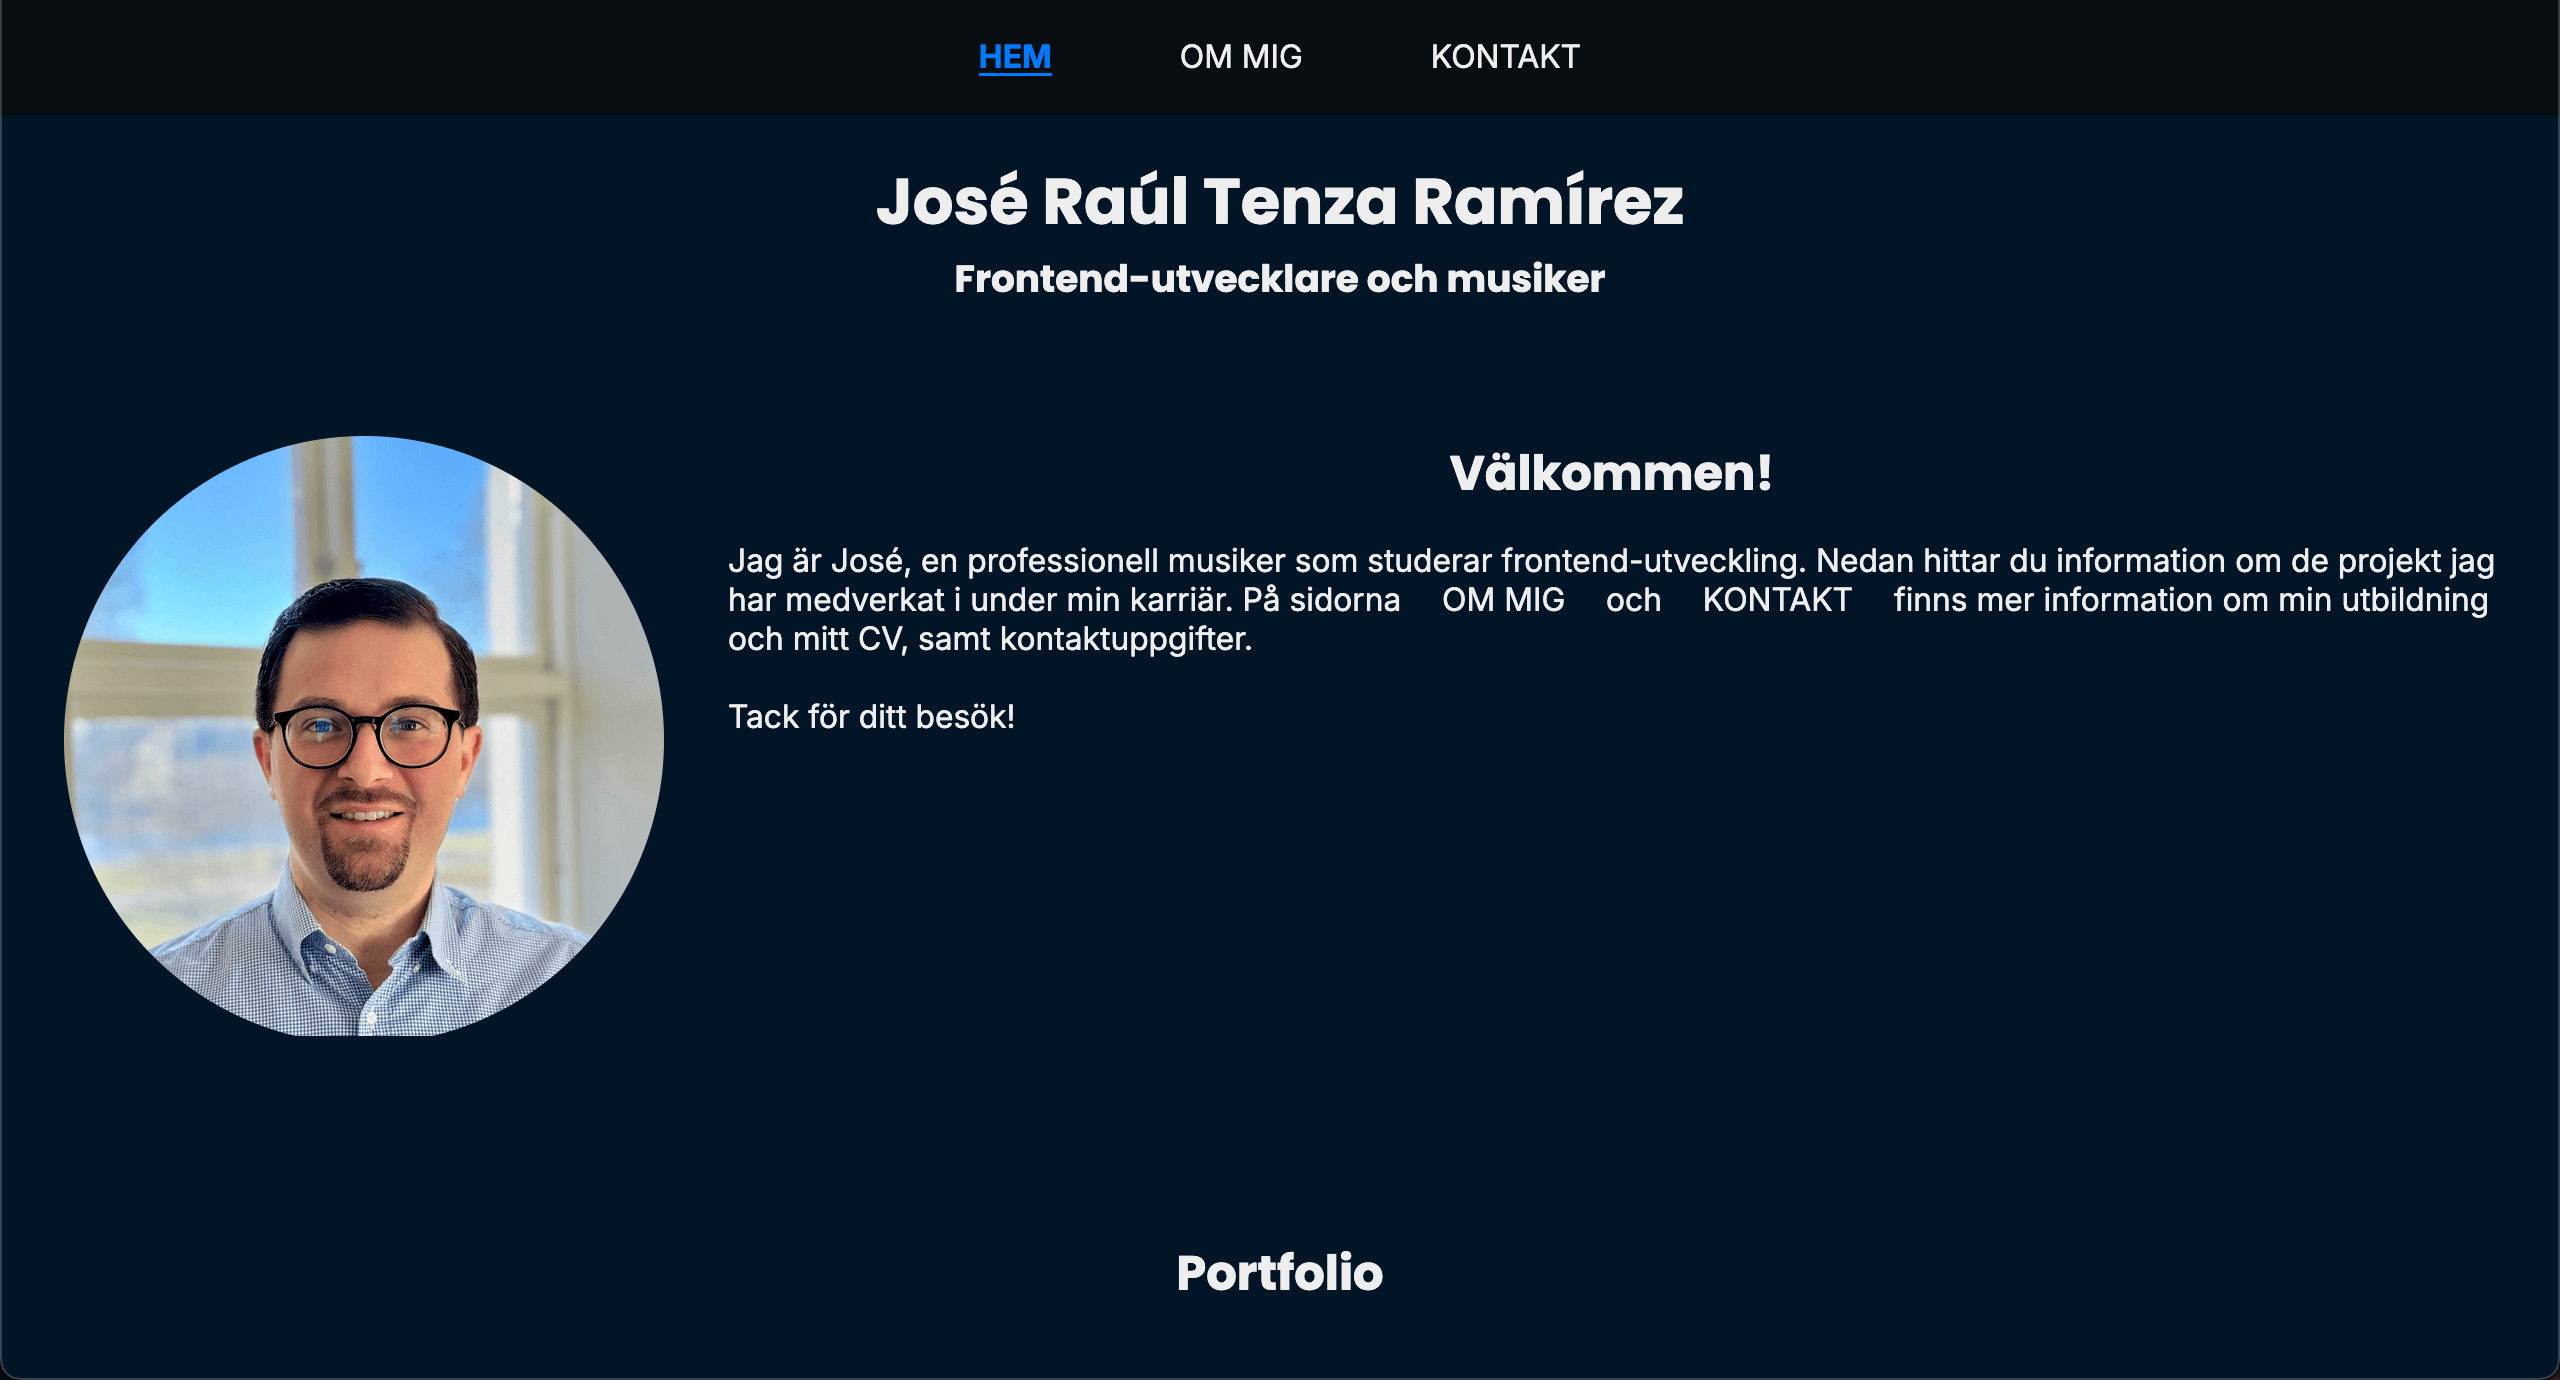 HEM OM MIG KONTAKT
José Raúl Tenza Ramírez
Frontend-utvecklare och musiker
Välkommen!
Jag är José, en professionell musiker som studerar frontend-utveckling. Nedan hittar du information om de projekt jag
har medverkat i under min karriär. På sidorna OM MIG och KONTAKT finns mer information om min utbildning
och mitt CV, samt kontaktuppgifter.
Tack för ditt besök!
Portfolio